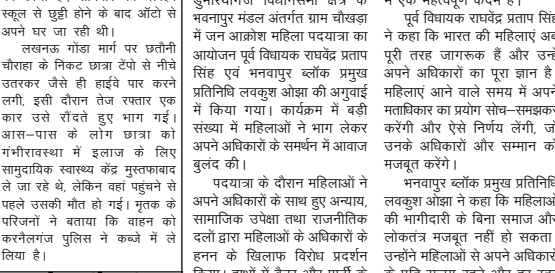 स्कूल से छुट्टी होने के बाद ऑटो से
अपने घर जा रही थी।
लखनऊ गोंडा मार्ग पर छतौनी
चौराहा के निकट छात्रा टेंपो से नीचे
उतरकर जैसे ही हाईवे पार करने
लगी, इसी दौरान तेज रफ्तार एक
कार उसे रौंदते हुए भाग गई।
आस–पास के लोग छात्रा को
गंभीरावस्था में इलाज के लिए
सामुदायिक स्वास्थ्य केंद्र मुस्तफाबाद
ले जा रहे थे, लेकिन वहां पहुंचने से
पहले उसकी मौत हो गई। मृतक के
परिजनों ने बताया कि वाहन को
करनैलगंज पुलिस ने कब्जे में ले
लिया है।
डुमरियागंज विधानसभा क्षेत्र के
भवनापुर मंडल अंतर्गत ग्राम चौखड़ा
में जन आक्रोश महिला पदयात्रा का
आयोजन पूर्व विधायक राघवेंद्र प्रताप
सिंह एवं भनवापुर ब्लॉक प्रमुख
प्रतिनिधि लवकुश ओझा की अगुवाई
में किया गया। कार्यक्रम में बड़ी
संख्या में महिलाओं ने भाग लेकर
अपने अधिकारों के समर्थन में आवाज
बुलंद की।
पदयात्रा के दौरान महिलाओं ने
अपने अधिकारों के साथ हुए अन्याय,
सामाजिक उपेक्षा तथा राजनीतिक
दलों द्वारा महिलाओं के अधिकारों के
हनन के खिलाफ विरोध प्रदर्शन
में एक महत्वपूर्ण कदम है।
पूर्व विधायक राघवेंद्र प्रताप सिंह
ने कहा कि भारत की महिलाएं अब
पूरी तरह जागरूक हैं और उन्हें
अपने अधिकारों का पूरा ज्ञान है
महिलाएं आने वाले समय में अपने
मताधिकार का प्रयोग सोच–समझकर
करेंगी और ऐसे निर्णय लेंगी, जो
उनके अधिकारों और सम्मान को
मजबूत करेंगे।
भनवापुर ब्लॉक प्रमुख प्रतिनिधि
लवकुश ओझा ने कहा कि महिलाओं
की भागीदारी के बिना समाज और
लोकतंत्र मजबूत नहीं हो सकता
उन्होंने महिलाओं से अपने अधिकारों